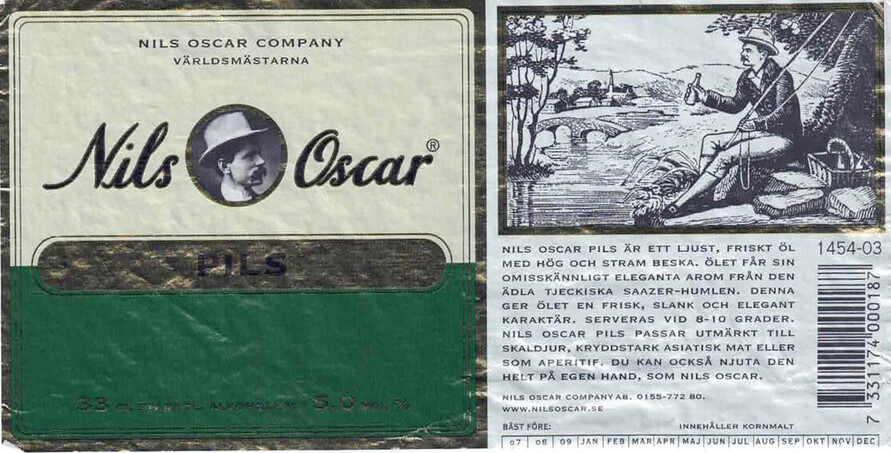 NILS OSCAR COMPANY
VÄRLDSMÄSTARNA
Nils Oscar®
PILS
33 5,0 VOL %
NILS OSCAR PILS ÄR ETT LJUST, FRISKT ÖL
MED HÖG OCH STRAM BESKA. ÖLET FÅR SIN
OMISSKÄNNLIGT ELEGANTA AROM FRÅN DEN
ÄDLA TJECKISKA SAAZER-HUMLEN. DENNA
GER ÖLET EN FRISK, SLANK OCH ELEGANT
KARAKTÄR. SERVERAS VID 8-10 GRADER.
NILS OSCAR PILS PASSAR UTMÄRKT TILL
SKALDJUR, KRYDDSTARK ASIATISK MAT ELLER
SOM APERITIF. DU KAN OCKSÅ NJUTA DEN
HELT PÅ EGEN HAND, SOM NILS OSCAR.
NILS OSCAR COMPANY AB. 0155-772 80.
WWW.NILSOSCAR.SE
BÄST FÖRE: INNEHÅLLER KORNMALT
07 08 09 JAN FEB MAR APR MAJ JUN JUL AUG SEP OKT NOV DEC
1454-03
7 331174 000187